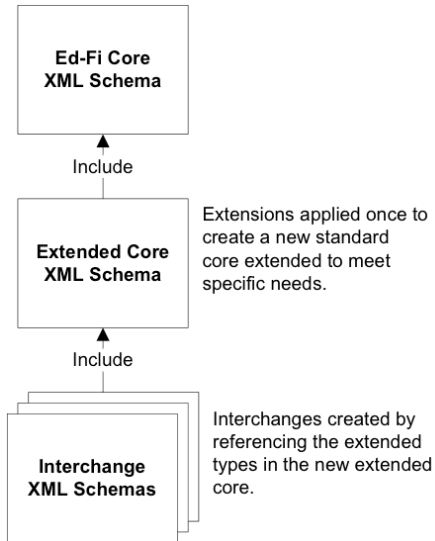 Ed-Fi Core
XML Schema
Include
Extended Core
XML Schema
Extensions applied once to
create a new standard
core extended to meet
specific needs.
Include
Interchange
XML Schemas
Interchanges created by
referencing the extended
types in the new extended
core.